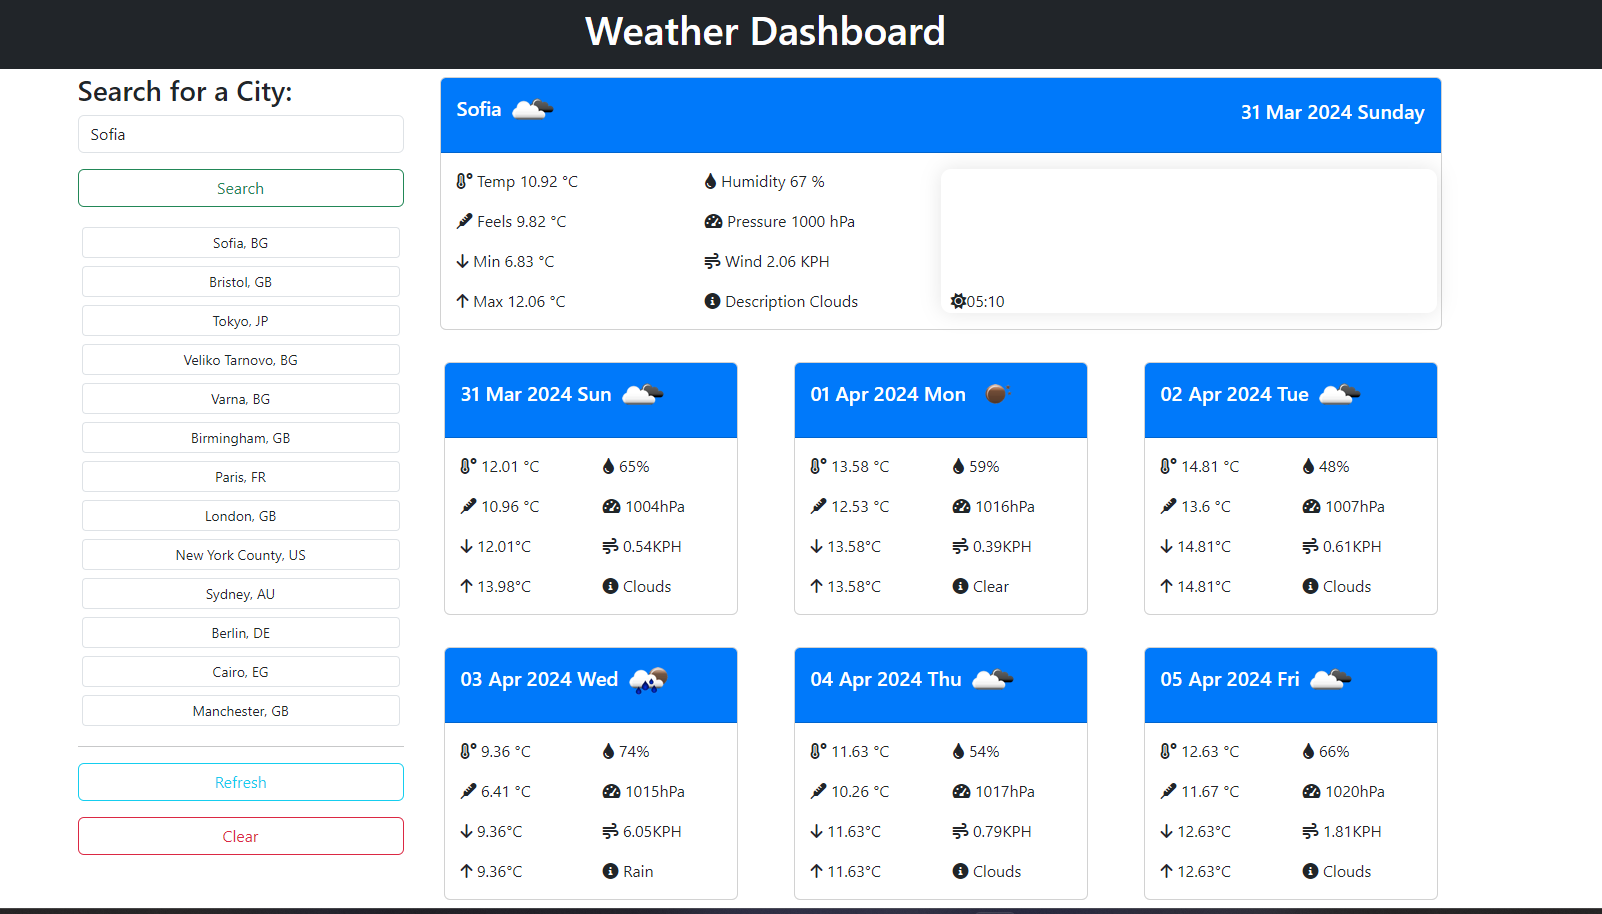 Weather Dashboard
Search for a City:
Sofia
Search
Sofia, BG
Bristol, GB
Tokyo, JP
Veliko Tarnovo, BG
Varna, BG
Birmingham, GB
Paris, FR
London, GB
New York County, US
Sydney, AU
Berlin, DE
Cairo, EG
Manchester, GB
Refresh
Clear
Sofia 31 Mar 2024 Sunday
Temp 10.92 °C Humidity 67 %
Feels 9.82 °C Pressure 1000 hPa
Min 6.83 °C Wind 2.06 KPH
Max 12.06 °C Description Clouds 05:10
31 Mar 2024 Sun
12.01 °C 65%
10.96 °C 1004hPa
12.01°C 0.54KPH
13.98°C Clouds
01 Apr 2024 Mon
13.58 °C 59%
12.53 °C 1016hPa
13.58°C 0.39KPH
13.58°C Clear
02 Apr 2024 Tue
14.81 °C 48%
13.6 °C 1007hPa
14.81°C 0.61KPH
14.81°C Clouds
03 Apr 2024 Wed
9.36 °C 74%
6.41 °C 1015hPa
9.36°C 6.05KPH
9.36°C Rain
04 Apr 2024 Thu
11.63 °C 54%
10.26 °C 1017hPa
11.63°C 0.79KPH
11.63°C Clouds
05 Apr 2024 Fri
12.63 °C 66%
11.67 °C 1020hPa
12.63°C 1.81KPH
12.63°C Clouds